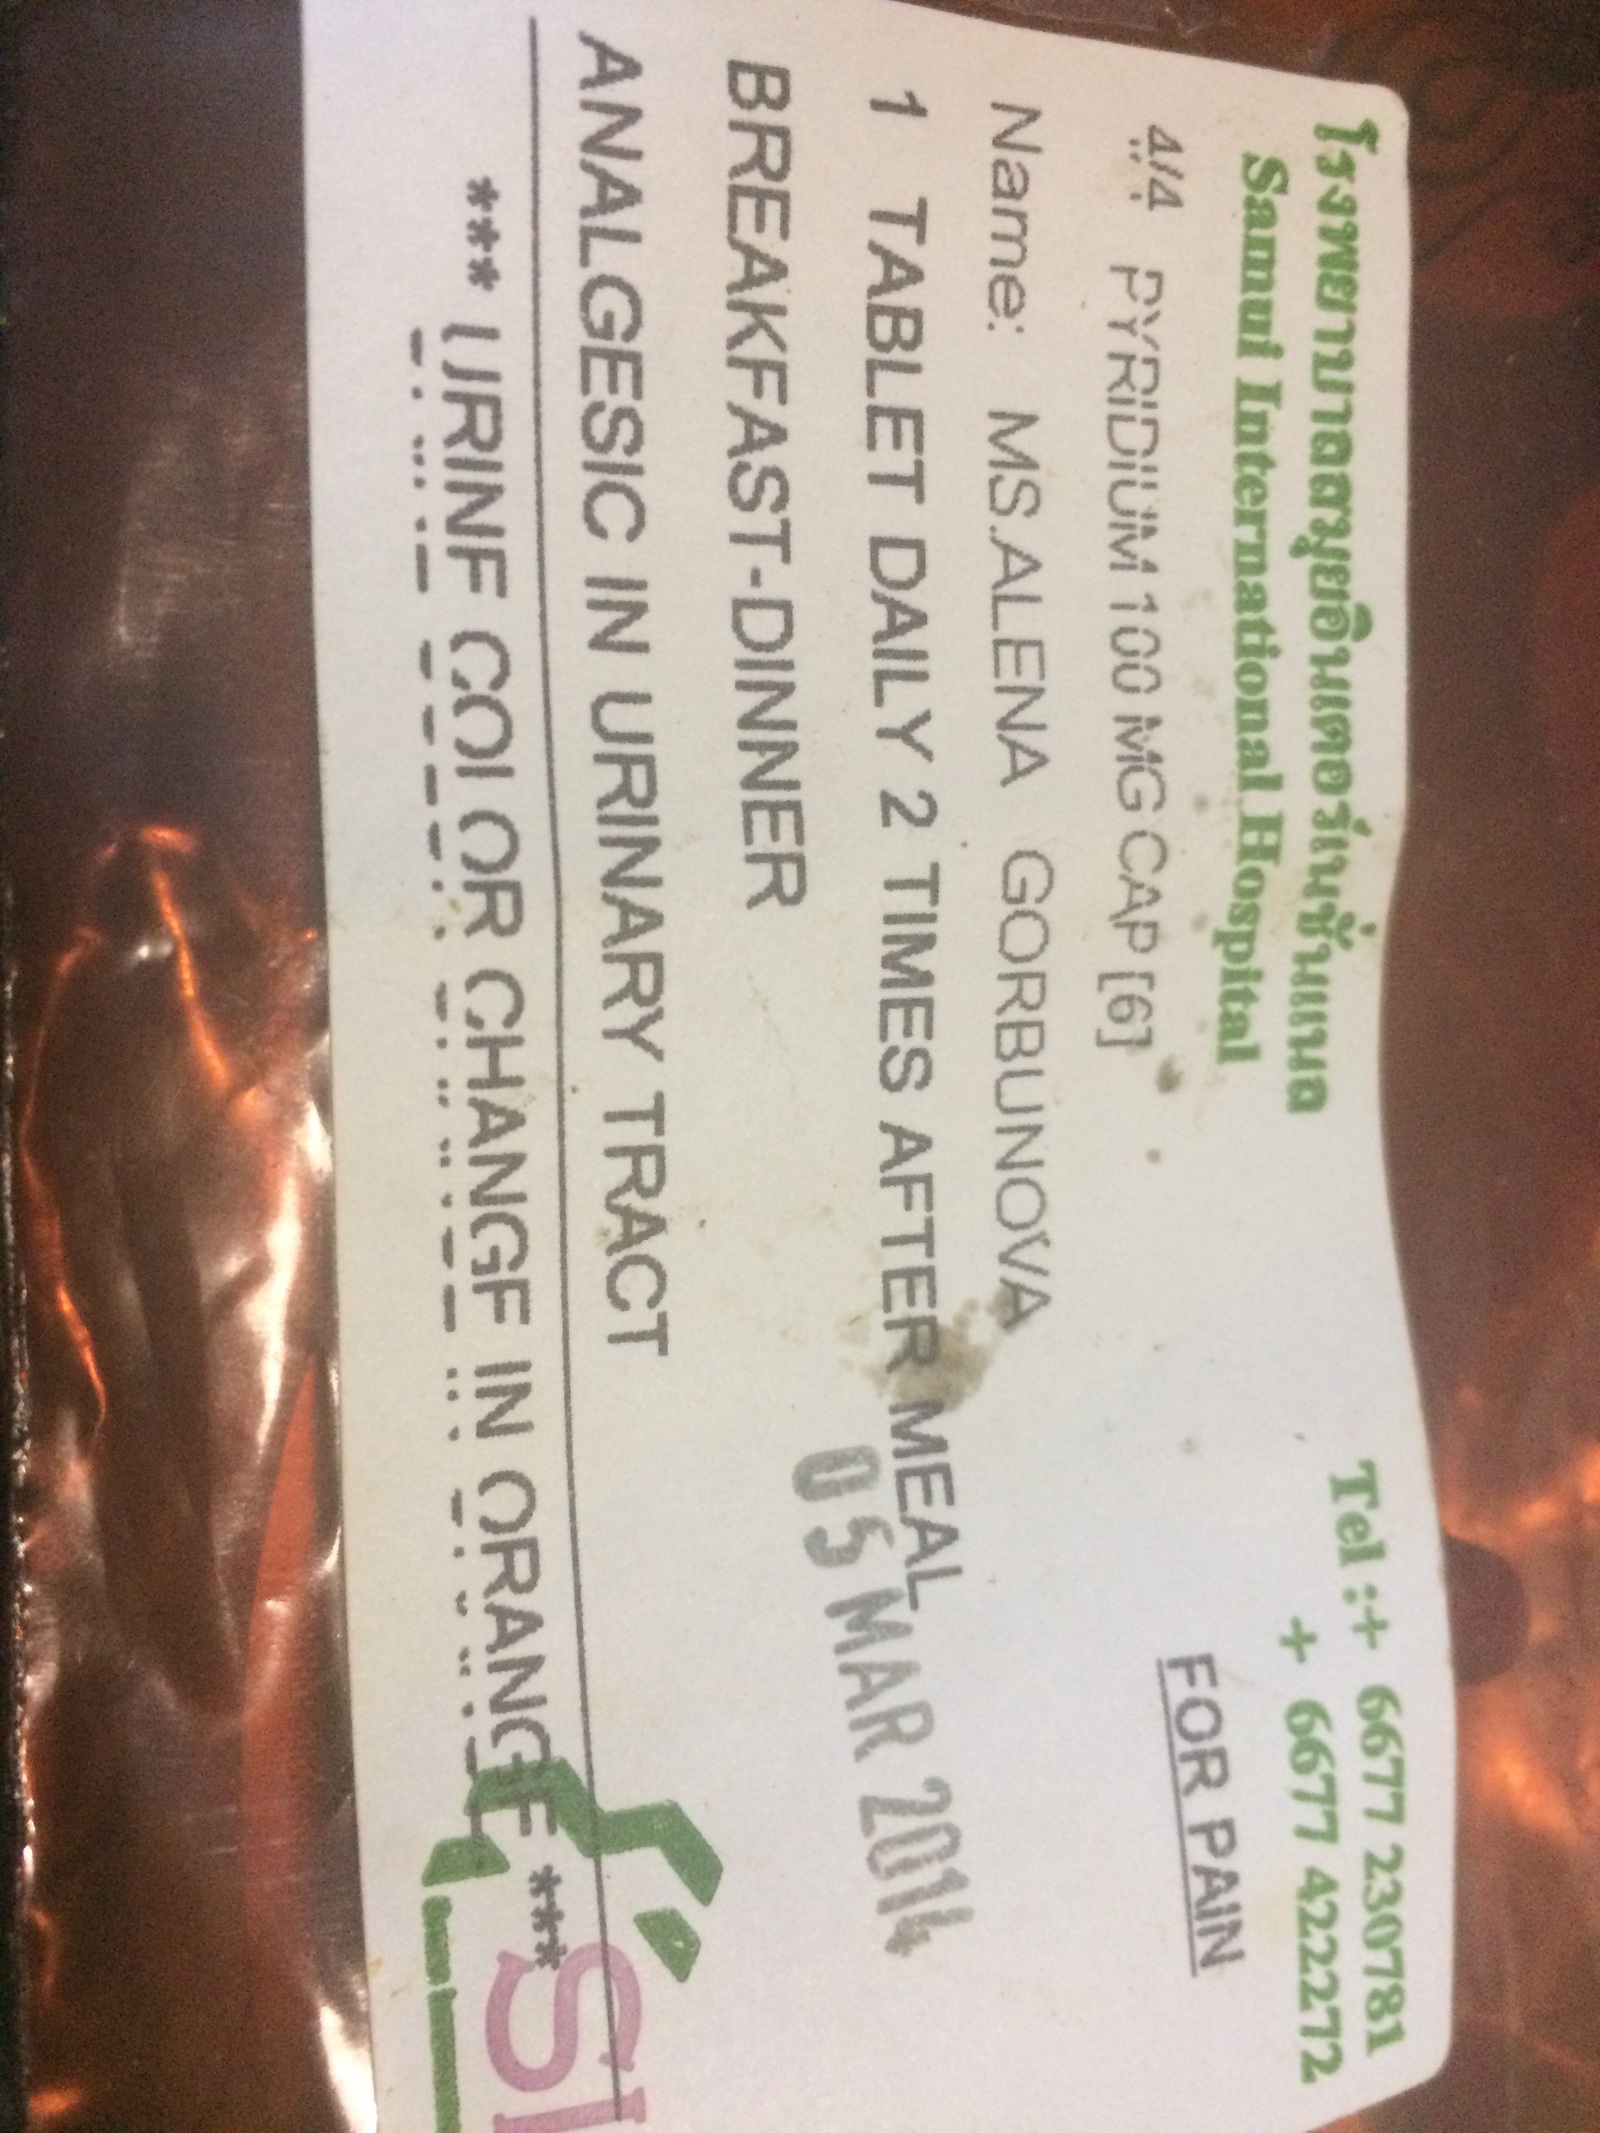 โรงพยาบาลสมุยอินเตอร์เนชั่นแนล Tel :+ 6677 230781
Samui International Hospital + 6677 4222272
4/4 PYRIDIUM 100 MG CAP [6] FOR PAIN
Name: MS.ALENA GORBUNOVA
1 TABLET DAILY 2 TIMES AFTER MEAL
BREAKFAST-DINNER
05 MAR 2014
ANALGESIC IN URINARY TRACT
*** URINE COLOR CHANGE IN ORANGE ***
SI